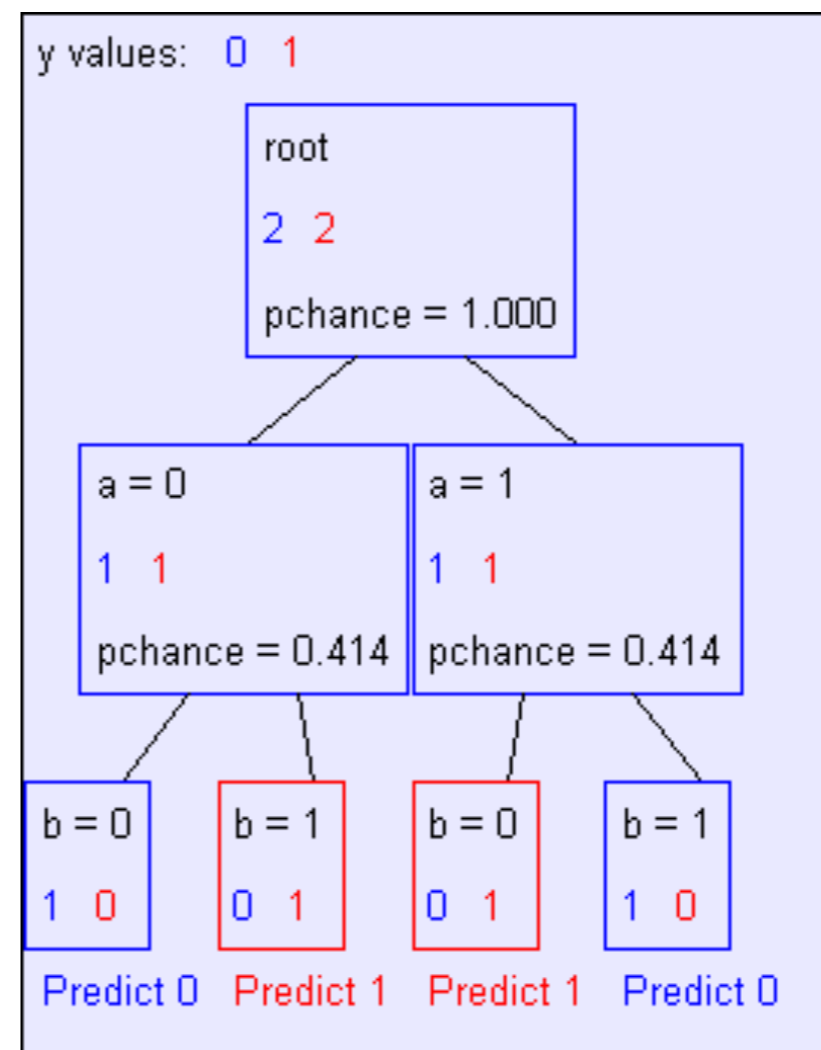 y values: 0 1
root
2 2
pchance = 1.000
a = 0 a = 1
1 1 1 1
pchance = 0.414 pchance = 0.414
b = 0 b = 1 b = 0 b = 1
1 0 0 1 0 1 1 0
Predict 0 Predict 1 Predict 1 Predict 0